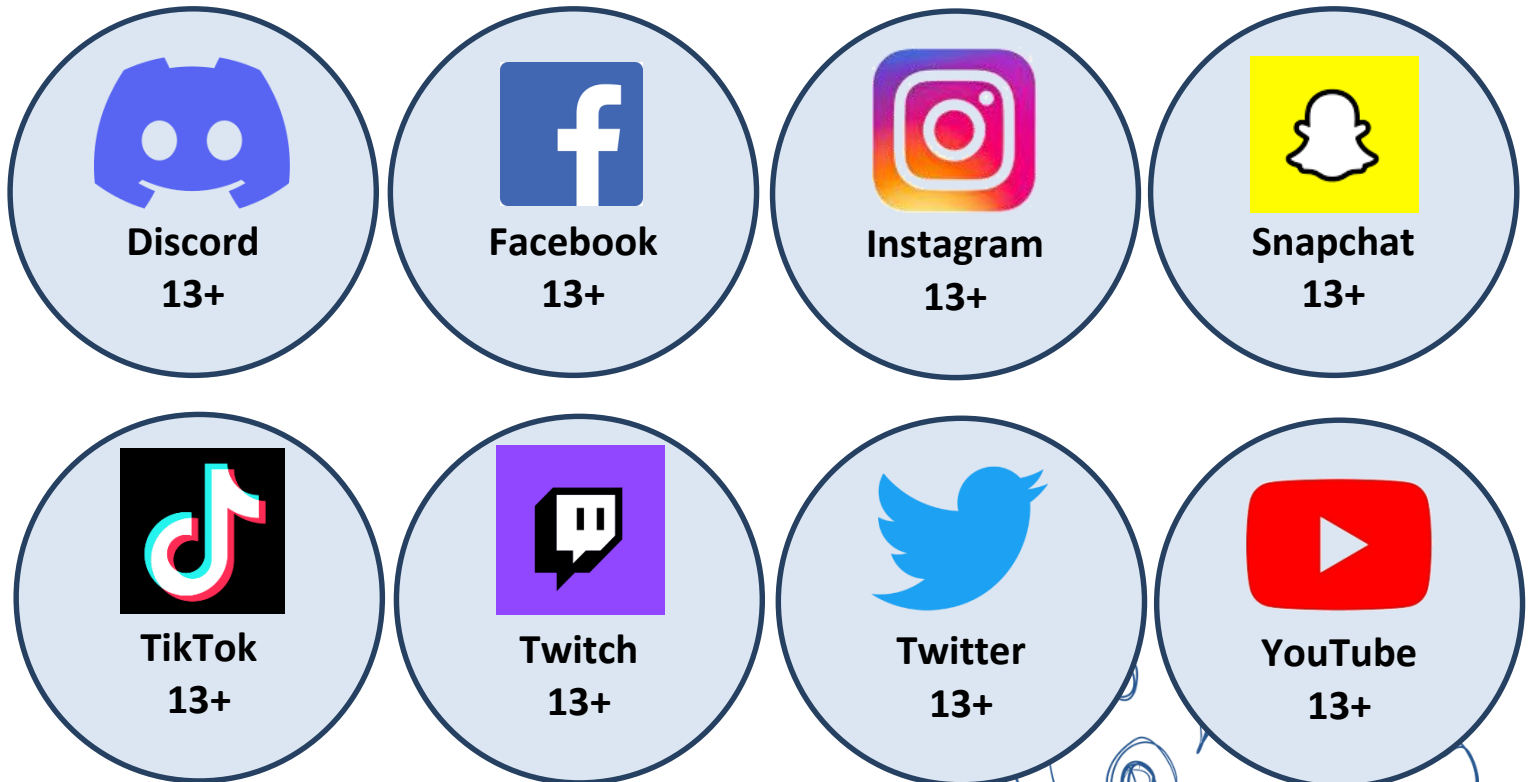 Discord
13+
Facebook
13+
Instagram
13+
Snapchat
13+
TikTok
13+
Twitch
13+
Twitter
13+
YouTube
13+